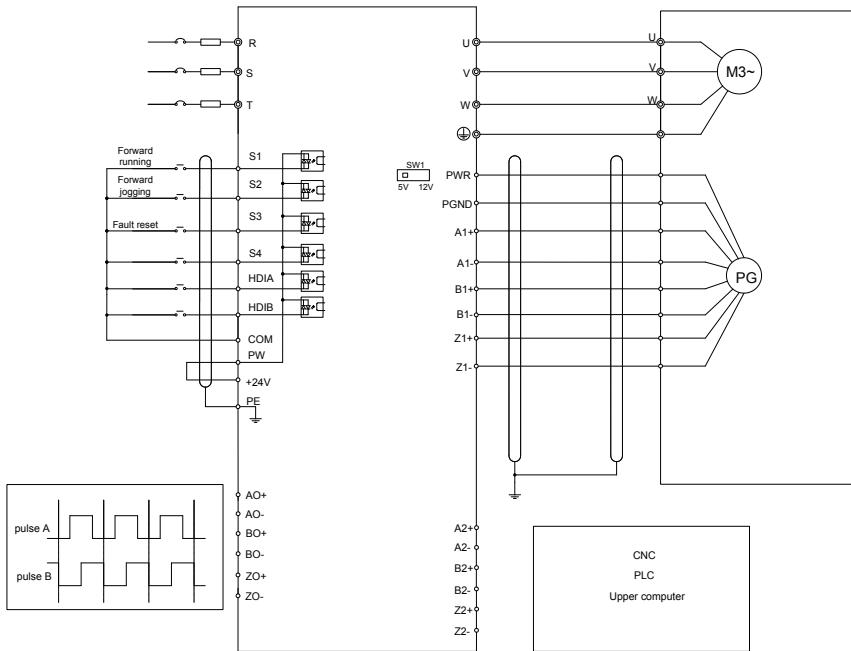 R
S
T
U
V
W
U
V
W
M3~
Forward
running
Forward
jogging
Fault reset
S1
S2
S3
S4
HDIA
HDIB
COM
PW
+24V
PE
SW1
5V 12V
PWR
PGND
A1+
A1-
B1+
B1-
Z1+
Z1-
PG
pulse A
pulse B
AO+
AO-
BO+
BO-
ZO+
ZO-
A2+
A2-
B2+
B2-
Z2+
Z2-
CNC
PLC
Upper computer